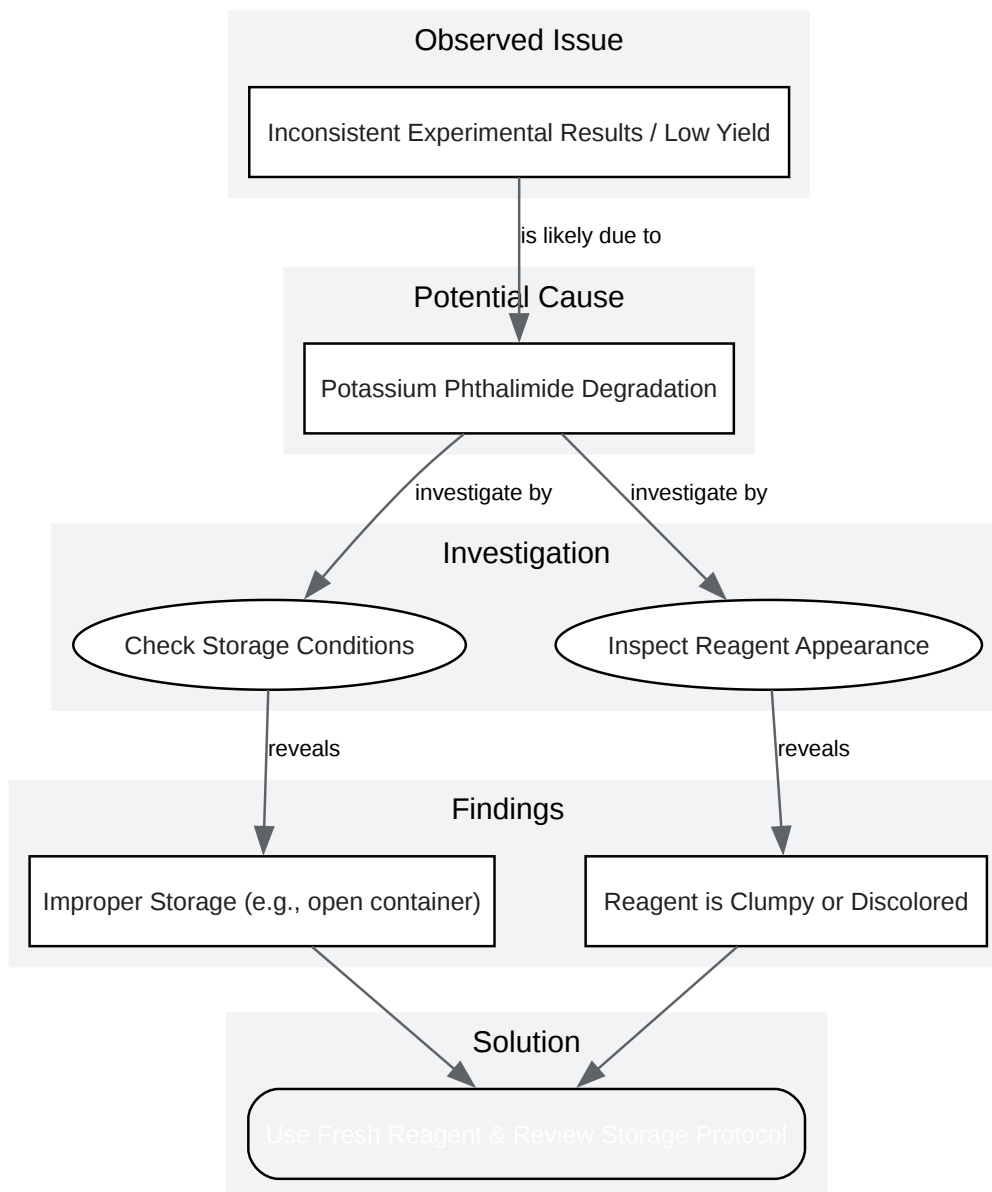 Observed Issue
Inconsistent Experimental Results / Low Yield
is likely due to
Potential Cause
Potassium Phthalimide Degradation
investigate by
investigate by
Investigation
Check Storage Conditions
Inspect Reagent Appearance
reveals
reveals
Findings
Improper Storage (e.g., open container)
Reagent is Clumpy or Discolored
Solution
Use Fresh Reagent & Review Storage Protocol